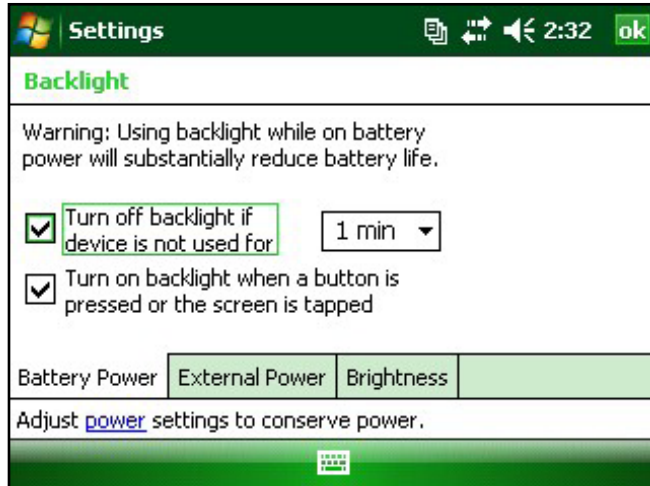 Settings 2:32 ok
Backlight
Warning: Using backlight while on battery
power will substantially reduce battery life.
Turn off backlight if
device is not used for 1 min
Turn on backlight when a button is
pressed or the screen is tapped
Battery Power External Power Brightness
Adjust power settings to conserve power.